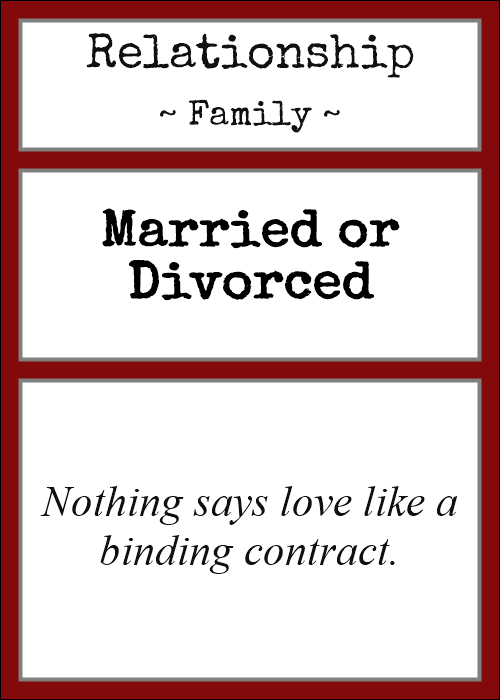 Relationship
~ Family ~
Married or
Divorced
Nothing says love like a
binding contract.